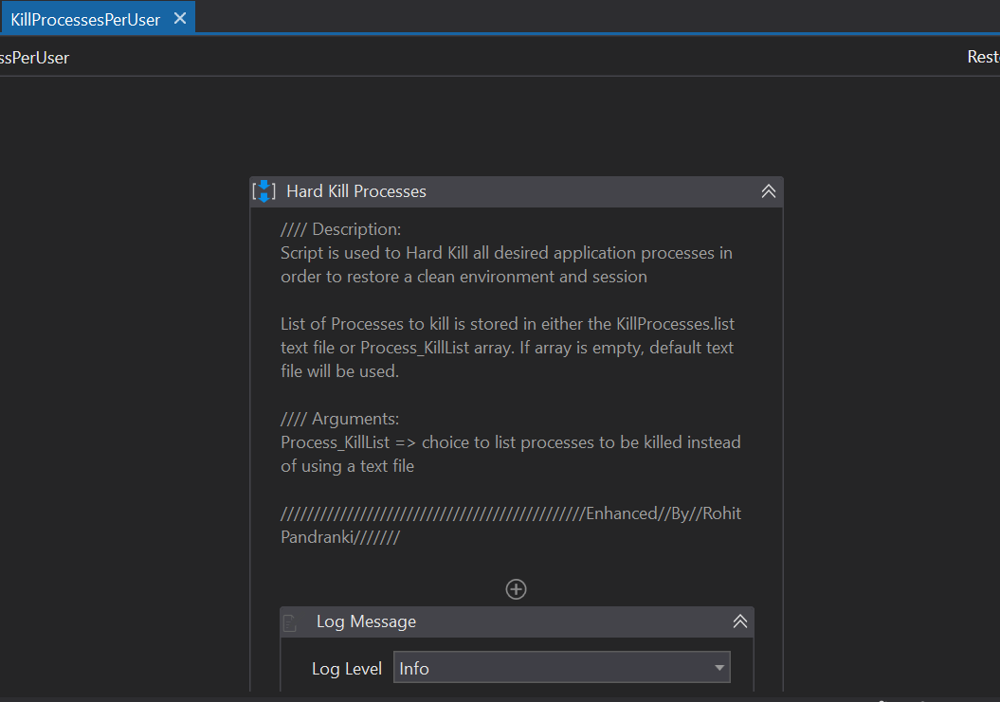 KillProcessesPerUser
ssPerUser
Rest
Hard Kill Processes
//// Description:
Script is used to Hard Kill all desired application processes in
order to restore a clean environment and session
List of Processes to kill is stored in either the KillProcesses.list
text file or Process_KillList array. If array is empty, default text
file will be used.
//// Arguments:
Process_KillList => choice to list processes to be killed instead
of using a text file
//////////////////////////////////////////////Enhanced//By//Rohit
Pandranki///////
Log Message
Log Level Info